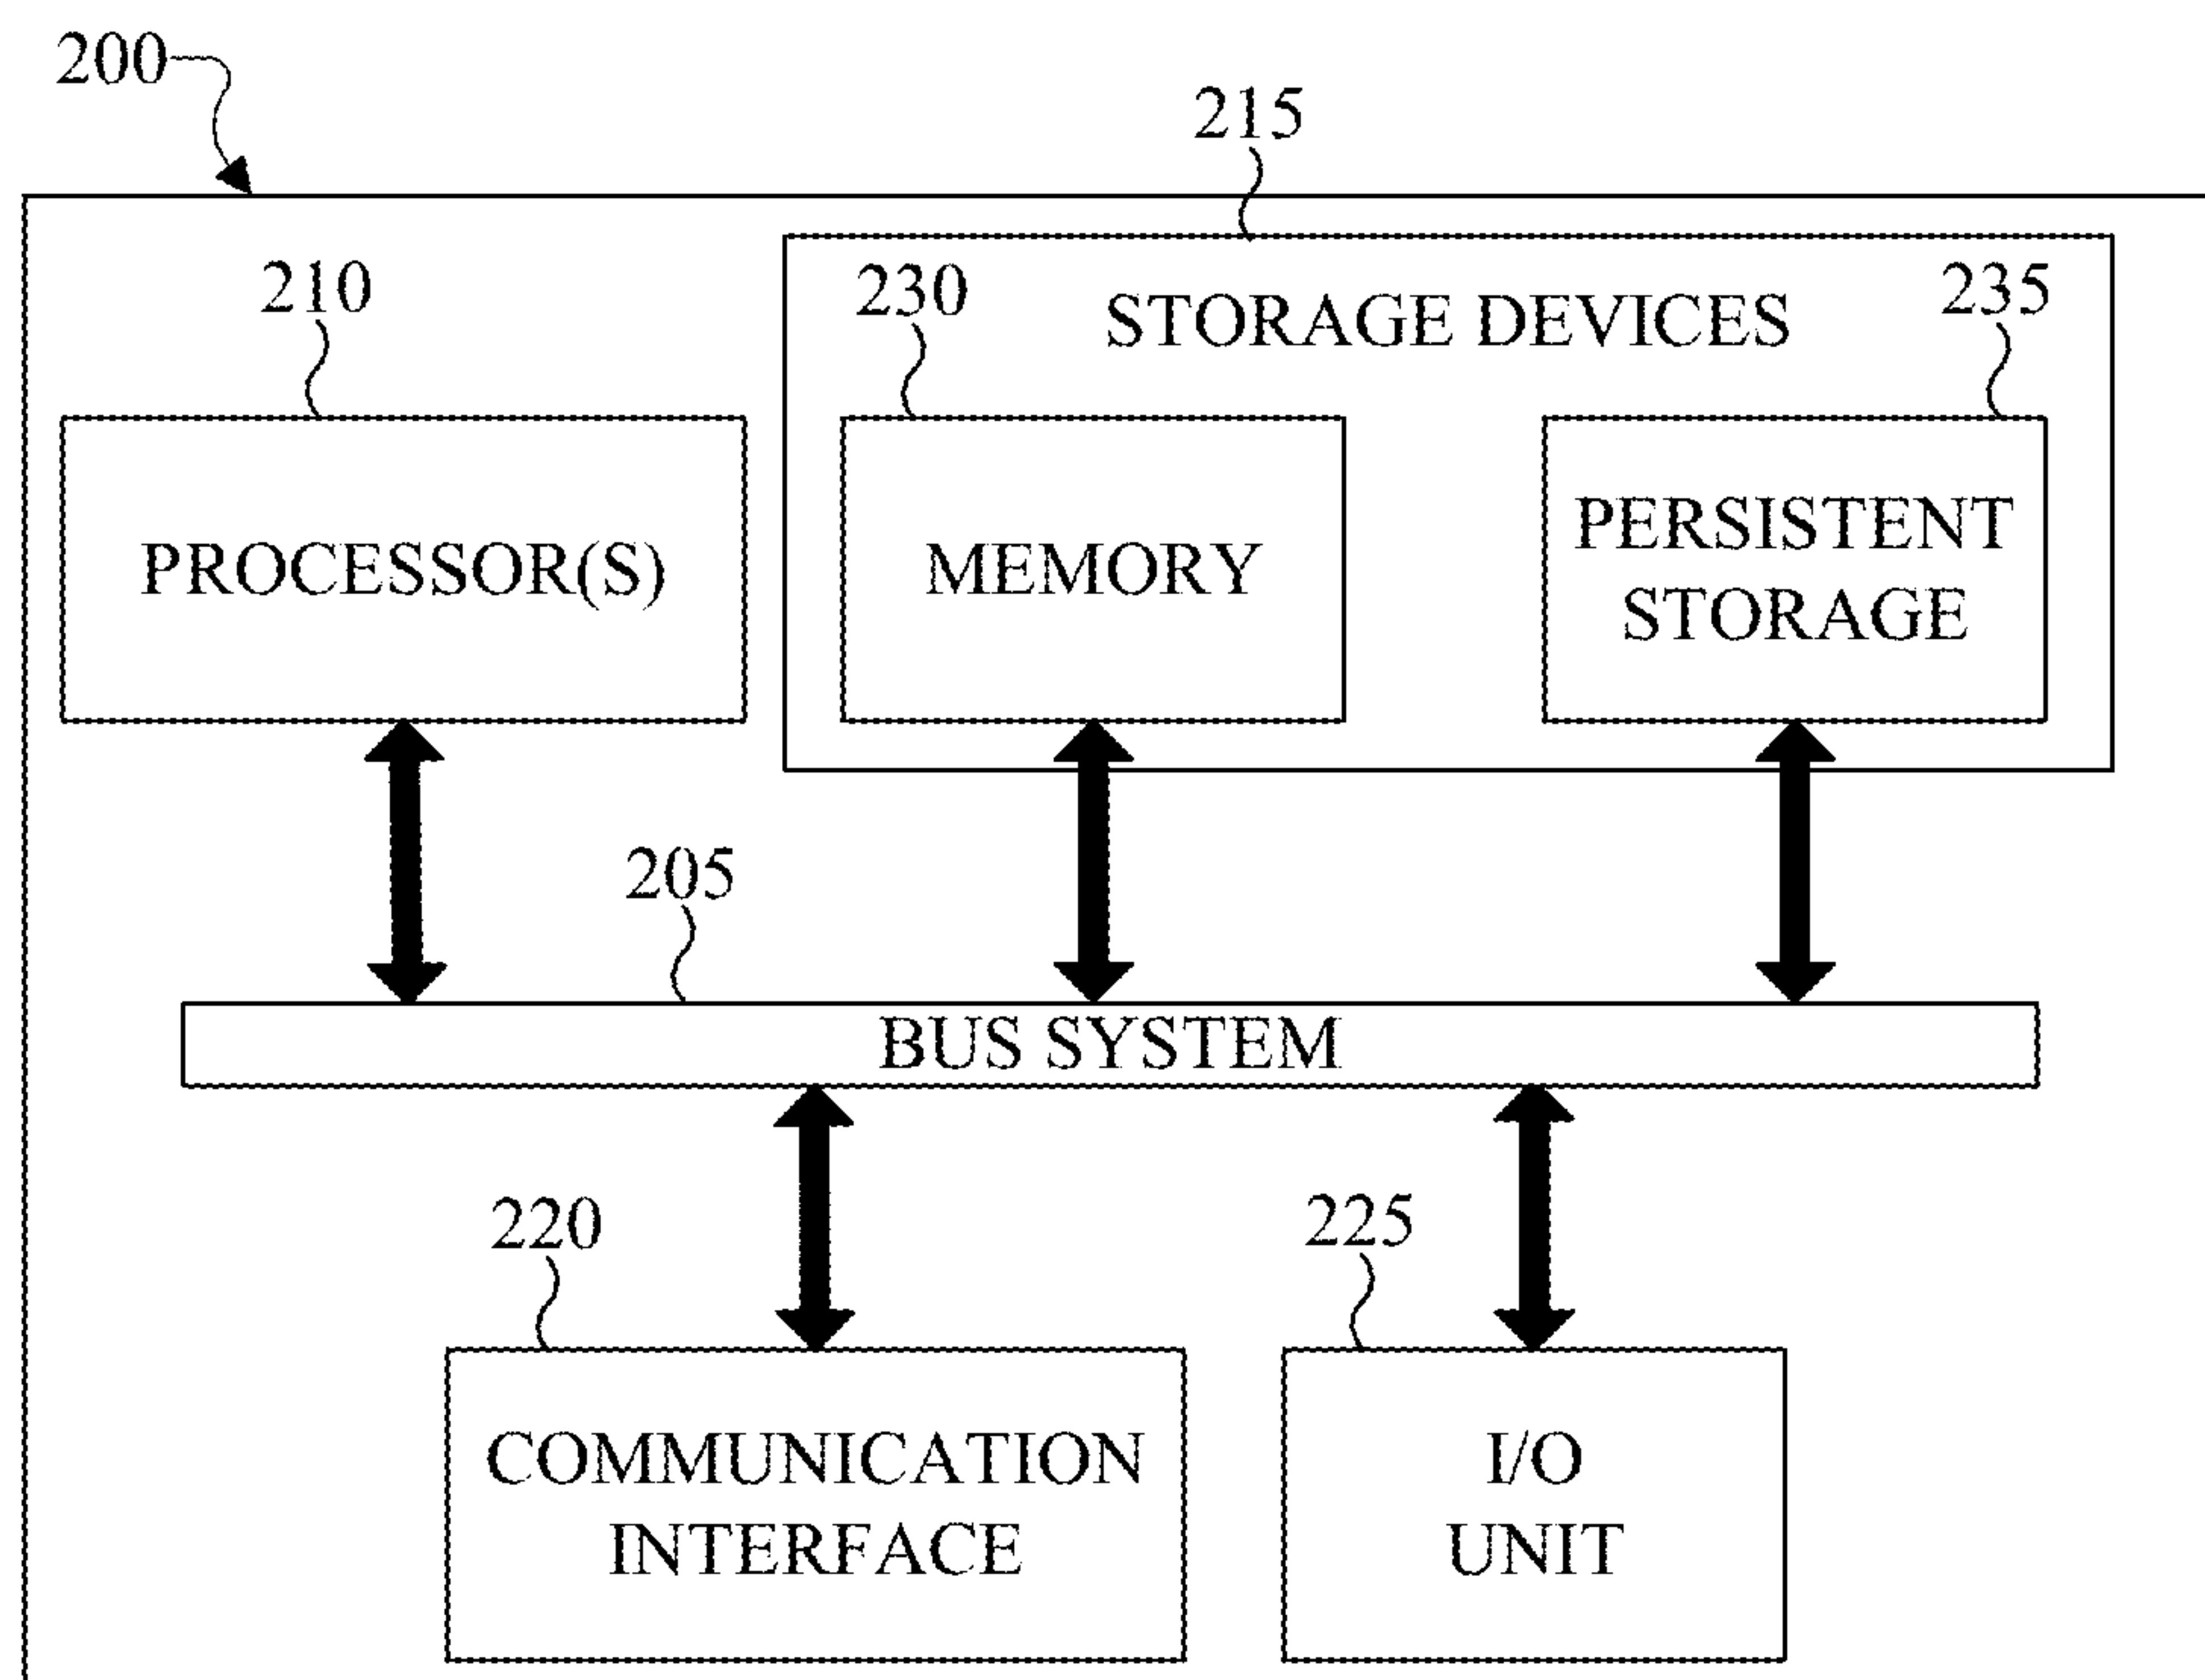 200
215
210
230
STORAGE DEVICES
235
PROCESSOR(S)
MEMORY
PERSISTENT
STORAGE
205
BUS SYSTEM
220
225
COMMUNICATION
INTERFACE
I/O
UNIT